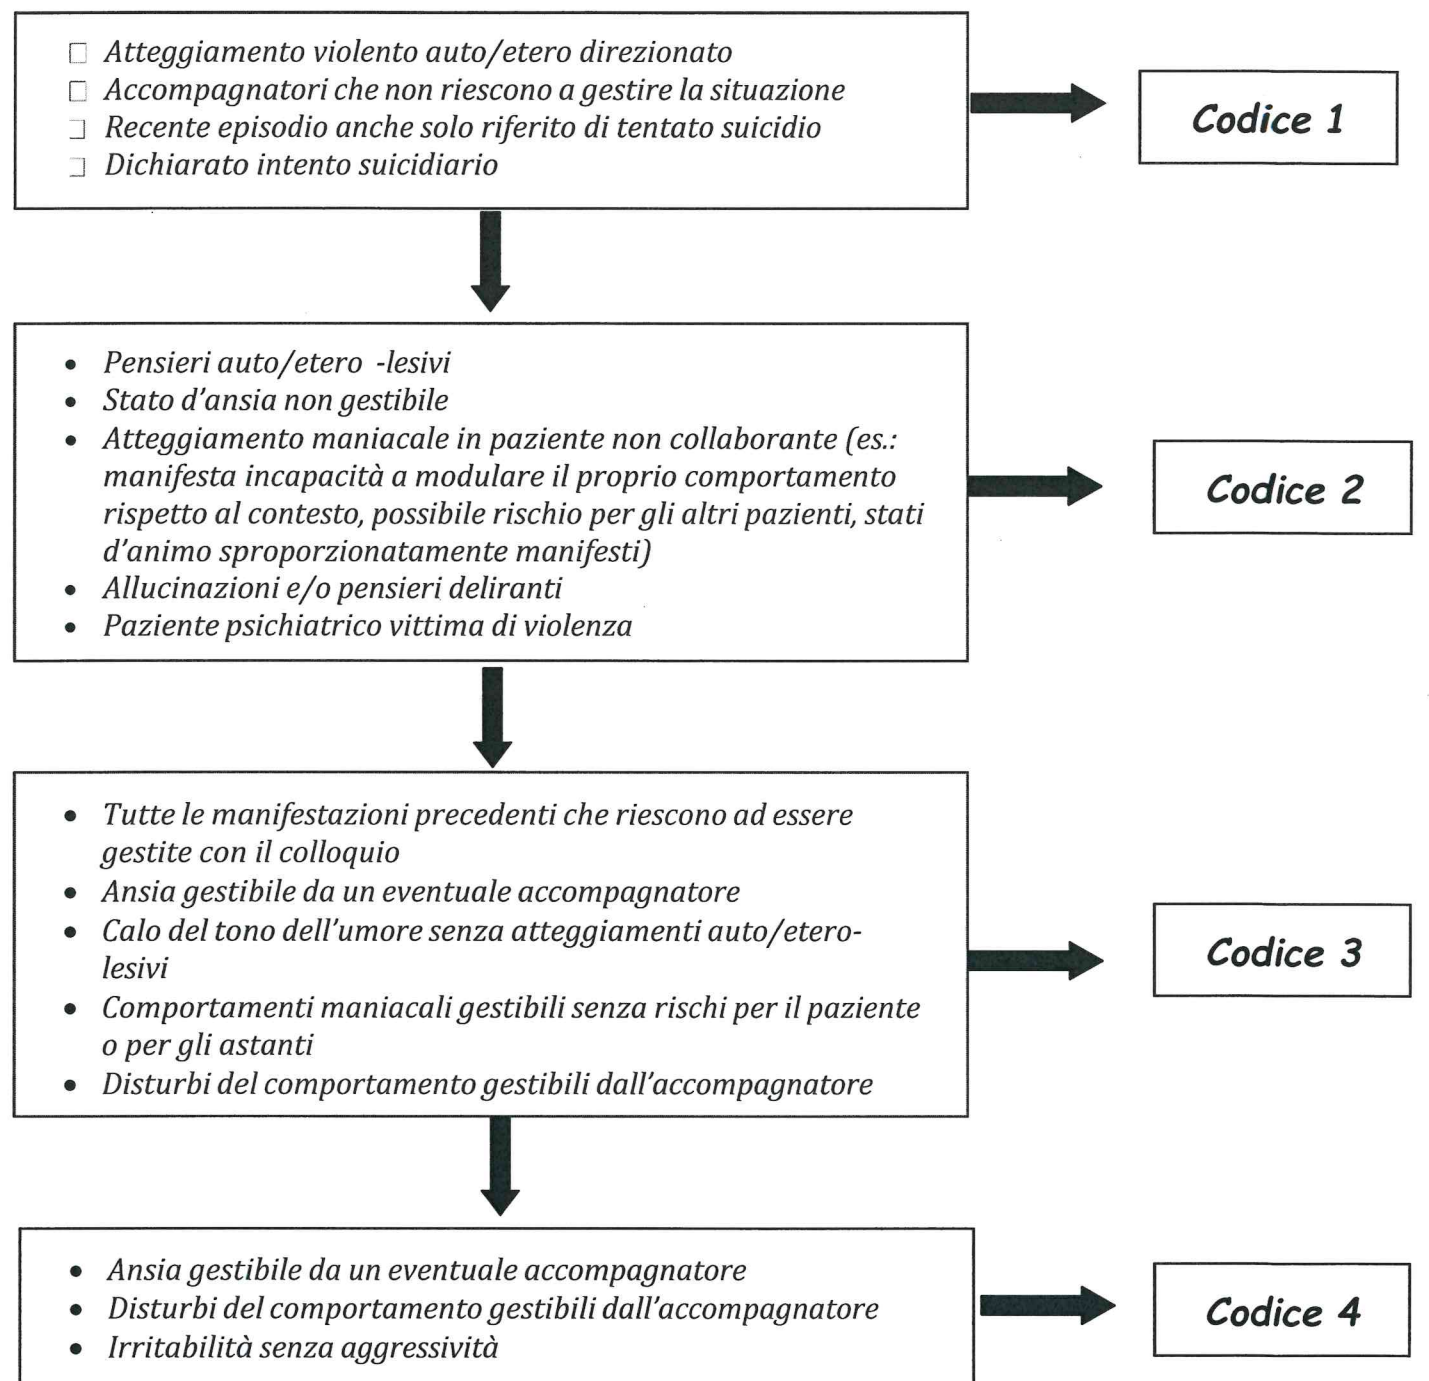 ☐ Atteggiamento violento auto/etero direzionato
☐ Accompagnatori che non riescono a gestire la situazione
☐ Recente episodio anche solo riferito di tentato suicidio
☐ Dichiarato intento suicidiario
Codice 1
• Pensieri auto/etero -lesivi
• Stato d'ansia non gestibile
• Atteggiamento maniacale in paziente non collaborante (es.:
manifesta incapacità a modulare il proprio comportamento
rispetto al contesto, possibile rischio per gli altri pazienti, stati
d'animo sproporzionatamente manifesti)
• Allucinazioni e/o pensieri deliranti
• Paziente psichiatrico vittima di violenza
Codice 2
• Tutte le manifestazioni precedenti che riescono ad essere
gestite con il colloquio
• Ansia gestibile da un eventuale accompagnatore
• Calo del tono dell'umore senza atteggiamenti auto/etero-
lesivi
• Comportamenti maniacali gestibili senza rischi per il paziente
o per gli astanti
• Disturbi del comportamento gestibili dall'accompagnatore
Codice 3
• Ansia gestibile da un eventuale accompagnatore
• Disturbi del comportamento gestibili dall'accompagnatore
• Irritabilità senza aggressività
Codice 4